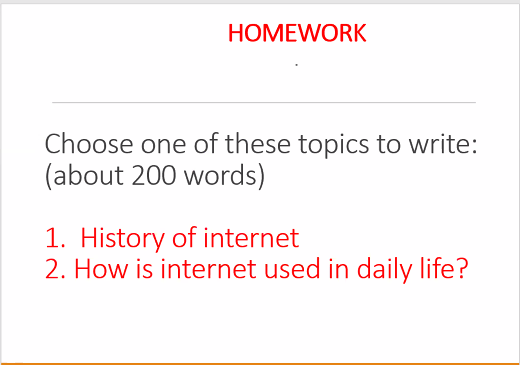 HOMEWORK
.
Choose one of these topics to write:
(about 200 words)
1. History of internet
2. How is internet used in daily life?